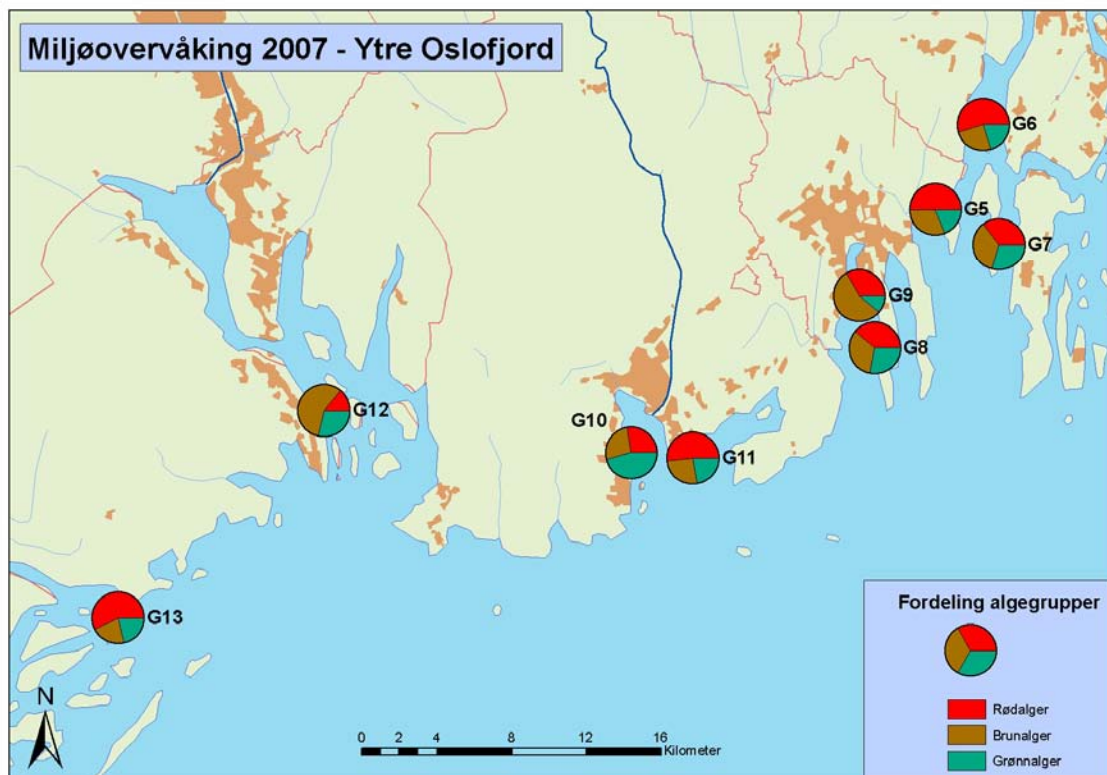 Miljøovervåking 2007 - Ytre Oslofjord
G6
G5
G7
G9
G8
G12
G10
G11
G13
N
0 2 4 8 12 16
Kilometer
Fordeling algegrupper
Rødalger
Brunalger
Grønnalger